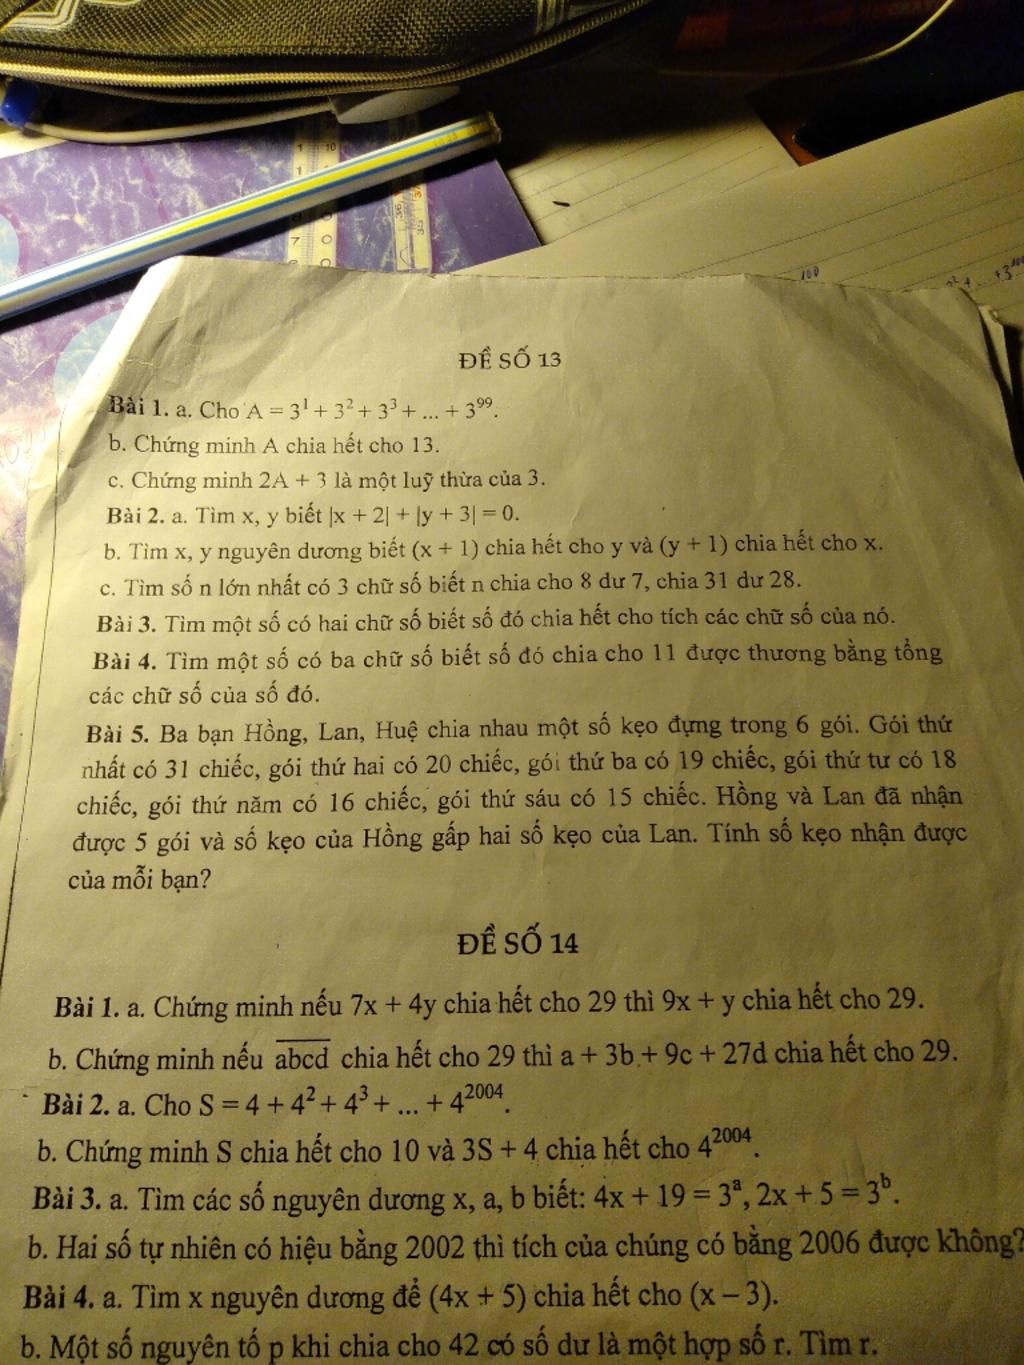 ĐỀ SỐ 13
Bài 1. a. Cho A = 3¹ + 3² + 3³ + ... + 3⁹⁹.
b. Chứng minh A chia hết cho 13.
c. Chứng minh 2A + 3 là một luỹ thừa của 3.
Bài 2. a. Tìm x, y biết |x + 2| + |y + 3| = 0.
b. Tìm x, y nguyên dương biết (x + 1) chia hết cho y và (y + 1) chia hết cho x.
c. Tìm số n lớn nhất có 3 chữ số biết n chia cho 8 dư 7, chia 31 dư 28.
Bài 3. Tìm một số có hai chữ số biết số đó chia hết cho tích các chữ số của nó.
Bài 4. Tìm một số có ba chữ số biết số đó chia cho 11 được thương bằng tổng
các chữ số của số đó.
Bài 5. Ba bạn Hồng, Lan, Huệ chia nhau một số kẹo đựng trong 6 gói. Gói thứ
nhất có 31 chiếc, gói thứ hai có 20 chiếc, gói thứ ba có 19 chiếc, gói thứ tư có 18
chiếc, gói thứ năm có 16 chiếc, gói thứ sáu có 15 chiếc. Hồng và Lan đã nhận
được 5 gói và số kẹo của Hồng gấp hai số kẹo của Lan. Tính số kẹo nhận được
của mỗi bạn?
ĐỀ SỐ 14
Bài 1. a. Chứng minh nếu 7x + 4y chia hết cho 29 thì 9x + y chia hết cho 29.
b. Chứng minh nếu a̅b̅c̅d̅ chia hết cho 29 thì a + 3b + 9c + 27d chia hết cho 29.
Bài 2. a. Cho S = 4 + 4² + 4³ + ... + 4²⁰⁰⁴.
b. Chứng minh S chia hết cho 10 và 3S + 4 chia hết cho 4²⁰⁰⁴.
Bài 3. a. Tìm các số nguyên dương x, a, b biết: 4x + 19 = 3ᵃ, 2x + 5 = 3ᵇ.
b. Hai số tự nhiên có hiệu bằng 2002 thì tích của chúng có bằng 2006 được không?
Bài 4. a. Tìm x nguyên dương để (4x + 5) chia hết cho (x – 3).
b. Một số nguyên tố p khi chia cho 42 có số dư là một hợp số r. Tìm r.